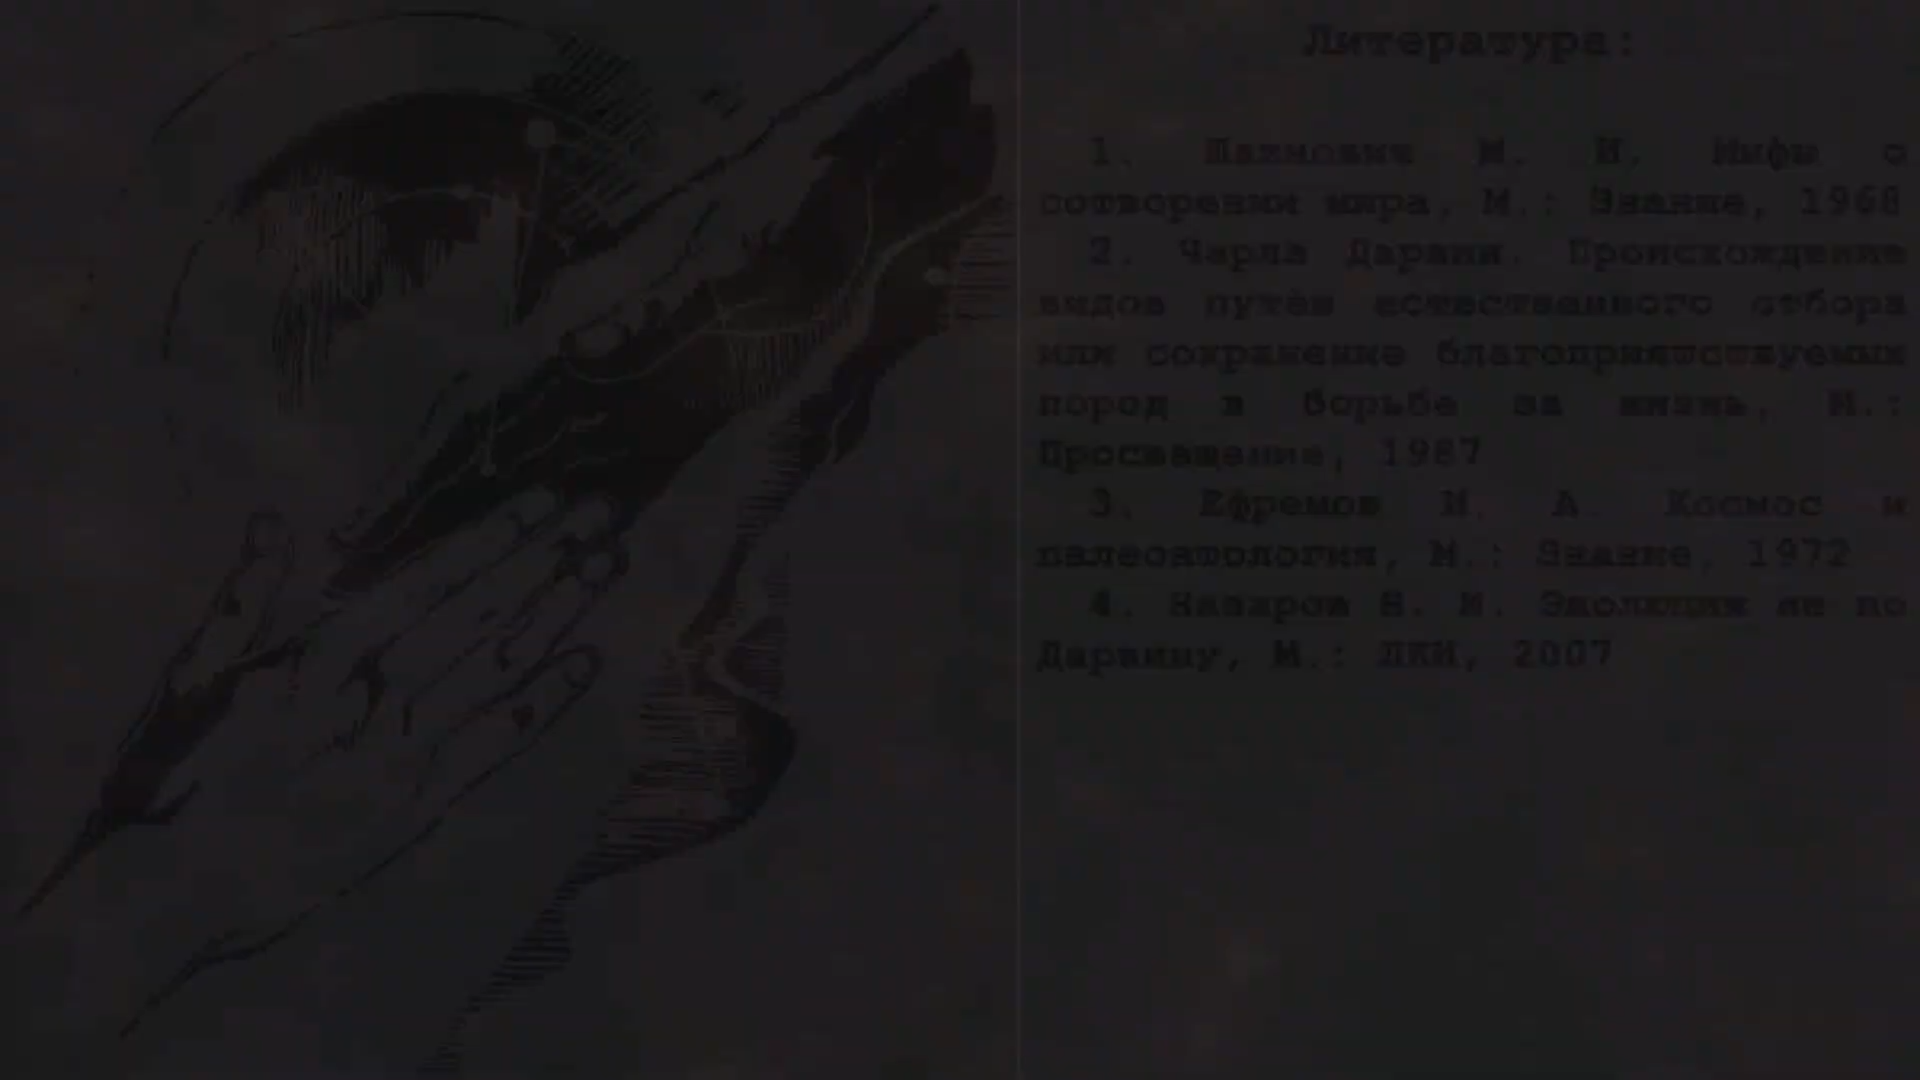 Литература:
1. Шахнович М. И. Мифы о
сотворении мира, М.: Знание, 1968
2. Чарлз Дарвин. Происхождение
видов путём естественного отбора
или сохранение благоприятствуемых
пород в борьбе за жизнь, М.:
Просвещение, 1987
3. Ефремов И. А. Космос и
палеонтология, М.: Знание, 1972
4. Назаров В. И. Эволюция не по
Дарвину, М.: ЛКИ, 2007